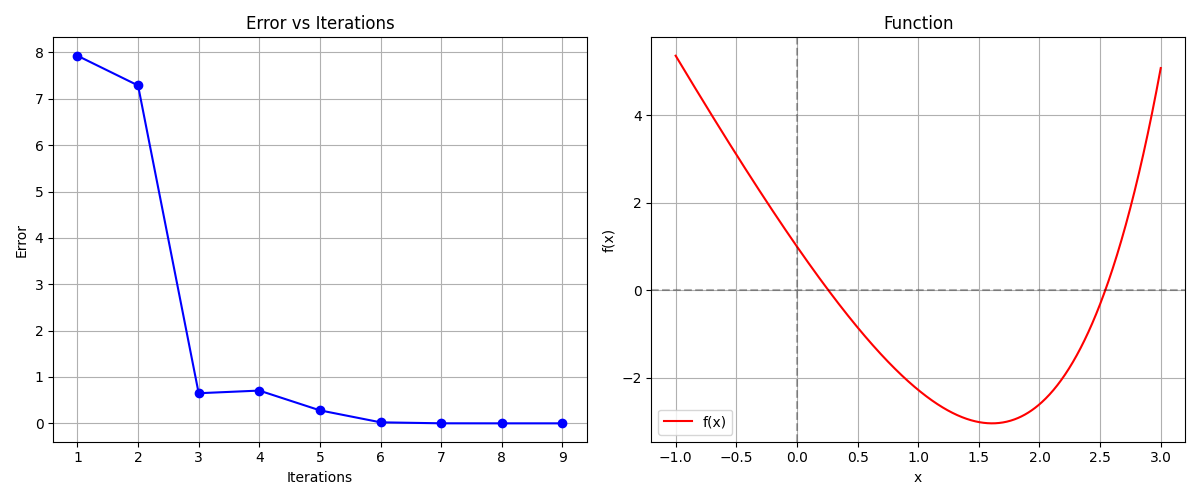 Error vs Iterations
8
7
6
5
4
3
2
1
0
Error
1 2 3 4 5 6 7 8 9
Iterations
Function
4
2
0
−2
f(x)
f(x)
−1.0 −0.5 0.0 0.5 1.0 1.5 2.0 2.5 3.0
x